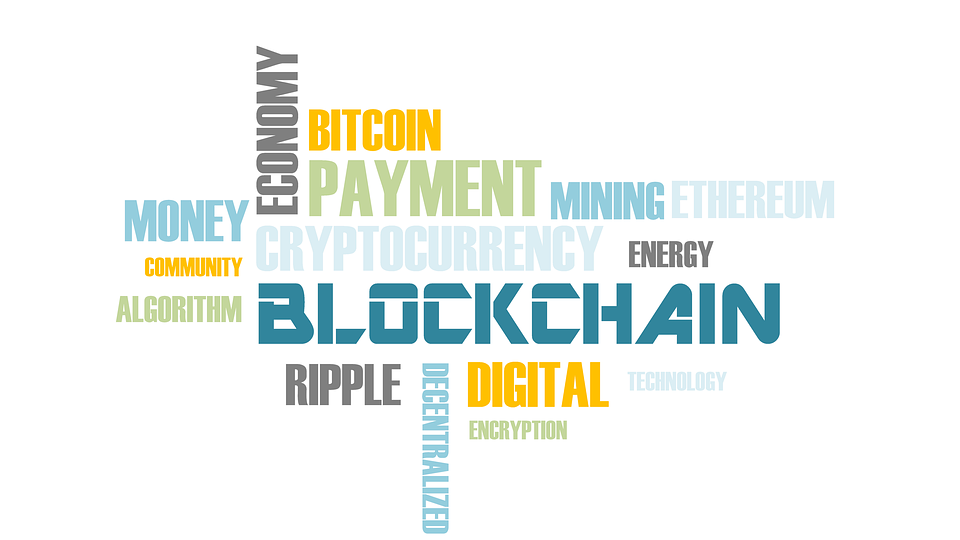 ECONOMY
BITCOIN
PAYMENT
MINING
ETHEREUM
MONEY
CRYPTOCURRENCY
ENERGY
COMMUNITY
ALGORITHM
BLOCKCHAIN
RIPPLE
DECENTRALIZED
DIGITAL
TECHNOLOGY
ENCRYPTION